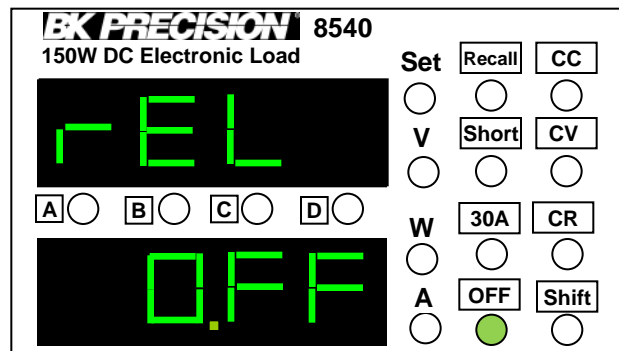 BK PRECISION® 8540
150W DC Electronic Load
rEL
A B C D
0.FF
Set Recall CC
V Short CV
W 30A CR
A OFF Shift